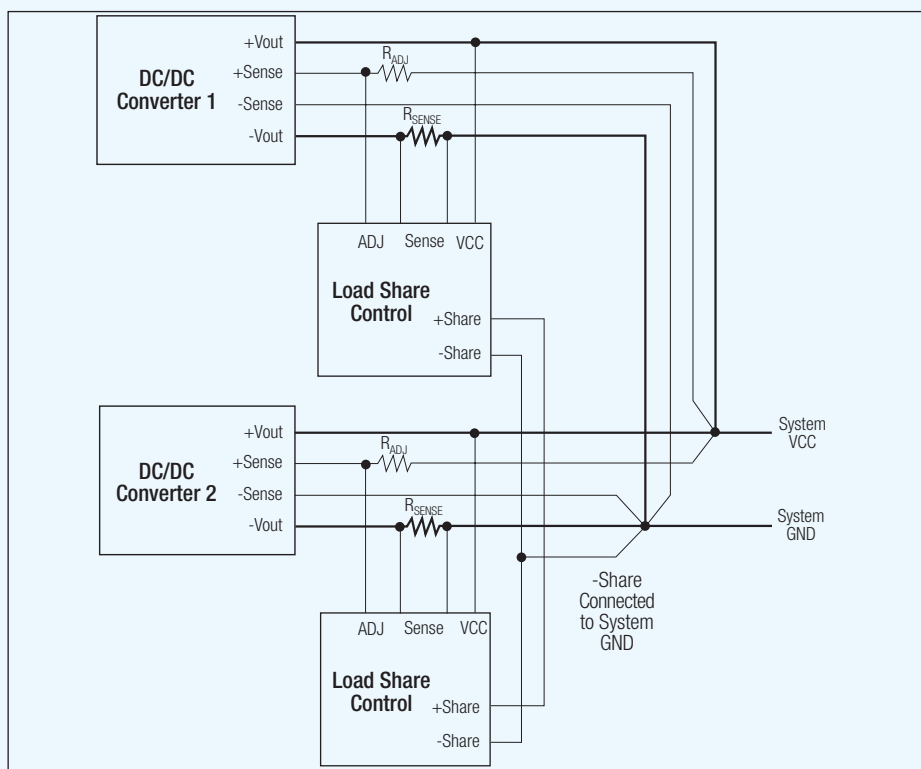 DC/DC
Converter 1
+Vout
+Sense
-Sense
-Vout
RADJ
RSENSE
ADJ Sense VCC
Load Share
Control
+Share
-Share
DC/DC
Converter 2
+Vout
+Sense
-Sense
-Vout
RADJ
RSENSE
System
VCC
System
GND
-Share
Connected
to System
GND
ADJ Sense VCC
Load Share
Control
+Share
-Share